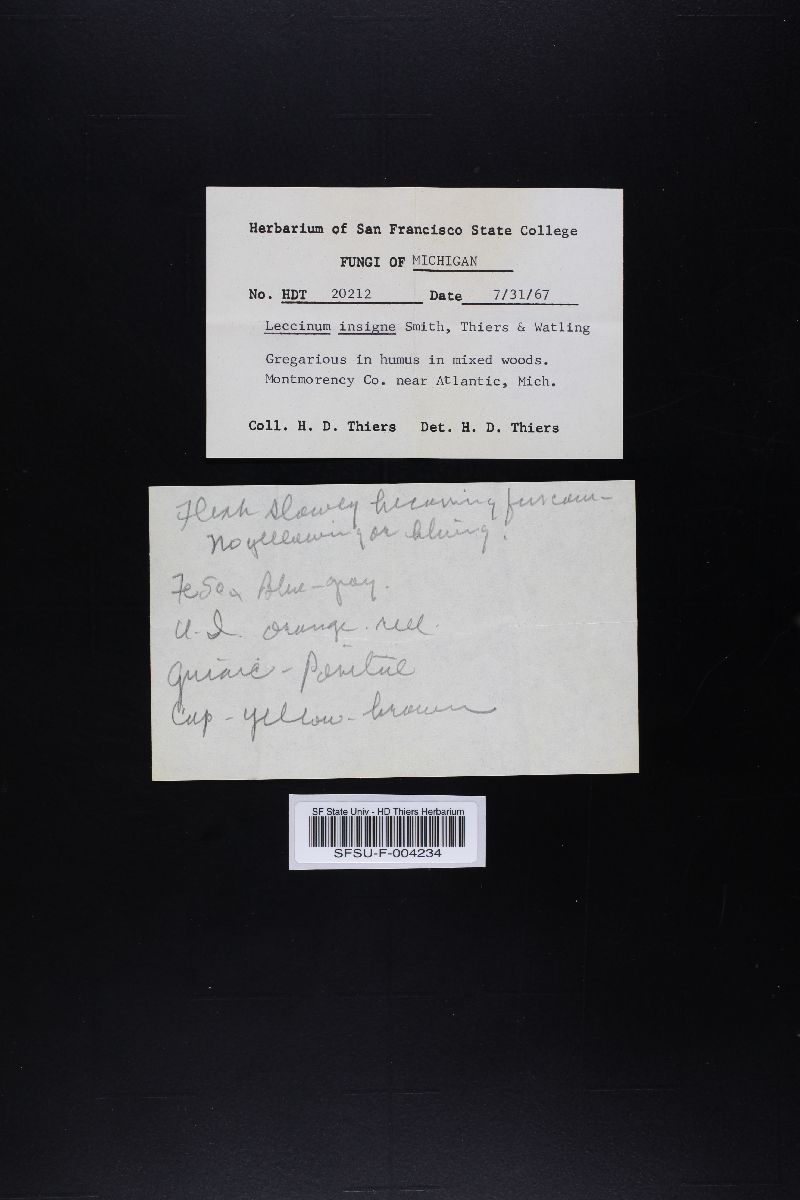 Herbarium of San Francisco State College
FUNGI OF MICHIGAN
No. HDT 20212 Date 7/31/67
Leccinum insigne Smith, Thiers & Watling
Gregarious in humus in mixed woods.
Montmorency Co. near Atlantic, Mich.
Coll. H. D. Thiers Det. H. D. Thiers
Flesh slowly becoming fuscous-
No yellowing or bluing.
FeSO4 Blue-gray.
orange-red.
Guiaic - Positive
Cap - yellow-brown
SF State Univ - HD Thiers Herbarium
SFSU-F-004234